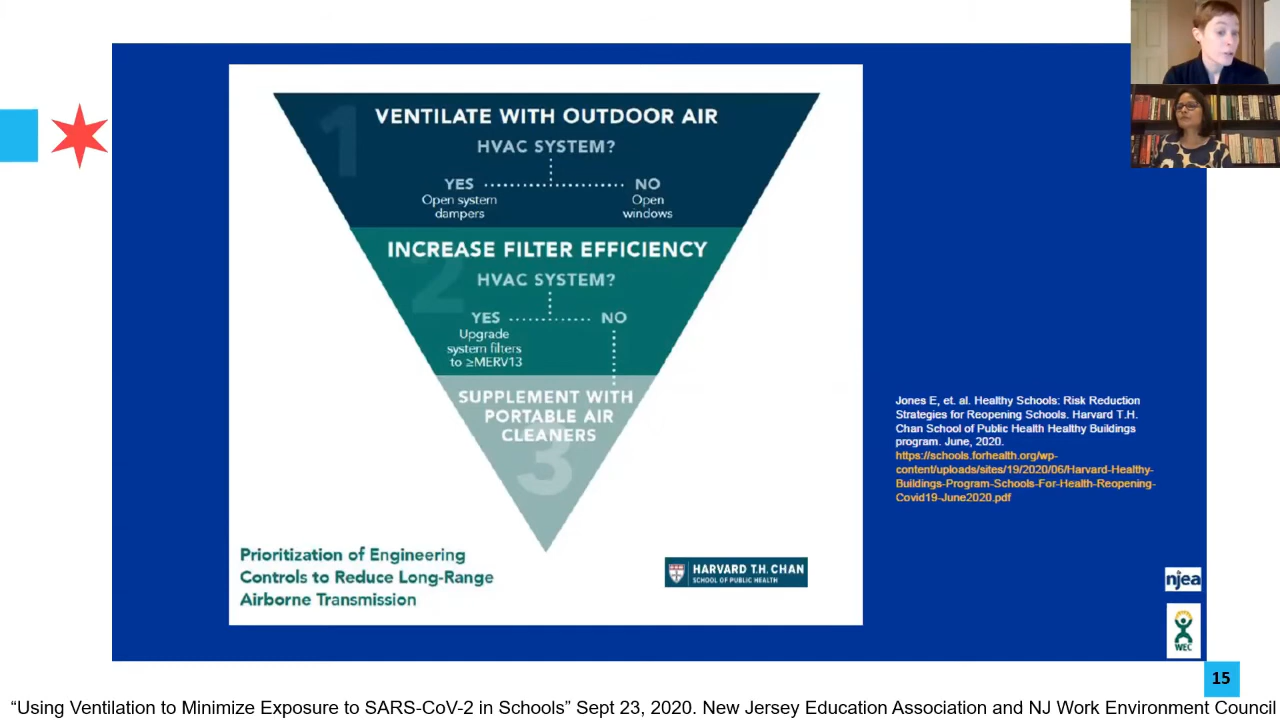 1
VENTILATE WITH OUTDOOR AIR
HVAC SYSTEM?
YES NO
Open system
dampers
Open
windows
2
INCREASE FILTER EFFICIENCY
HVAC SYSTEM?
YES NO
Upgrade
system filters
to ≥MERV13
SUPPLEMENT WITH
PORTABLE AIR
CLEANERS
3
Prioritization of Engineering
Controls to Reduce Long-Range
Airborne Transmission
HARVARD T.H. CHAN
SCHOOL OF PUBLIC HEALTH
Jones E, et. al. Healthy Schools: Risk Reduction
Strategies for Reopening Schools. Harvard T.H.
Chan School of Public Health Healthy Buildings
program. June, 2020.
https://schools.forhealth.org/wp-
content/uploads/sites/19/2020/06/Harvard-Healthy-
Buildings-Program-Schools-For-Health-Reopening-
Covid19-June2020.pdf
njea
WEC
15
“Using Ventilation to Minimize Exposure to SARS-CoV-2 in Schools” Sept 23, 2020. New Jersey Education Association and NJ Work Environment Council